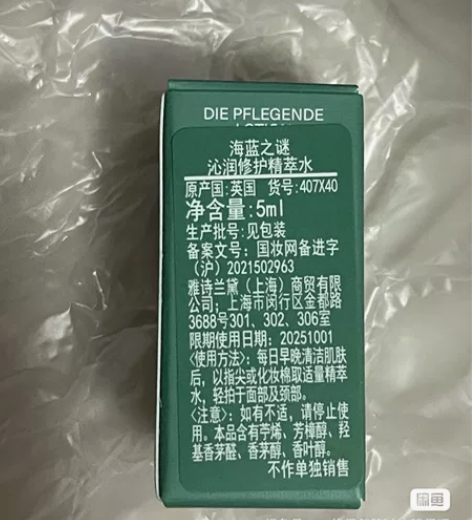 DIE PFLEGENDE
海蓝之谜
沁润修护精萃水
原产国:英国 货号:407X40
净含量:5ml
生产批号:见包装
备案文号：国妆网备进字
（沪）2021502963
雅诗兰黛（上海）商贸有限
公司；上海市闵行区金都路
3688号301、302、306室
限期使用日期：20251001
〈使用方法〉：每日早晚清洁肌肤
后，以指尖或化妆棉取适量精萃
水，轻拍于面部及颈部。
〈注意〉：如有不适，请停止使
用。本品含有苧烯、芳樟醇、羟
基香茅醛、香茅醇、香叶醇。
不作单独销售
闲鱼